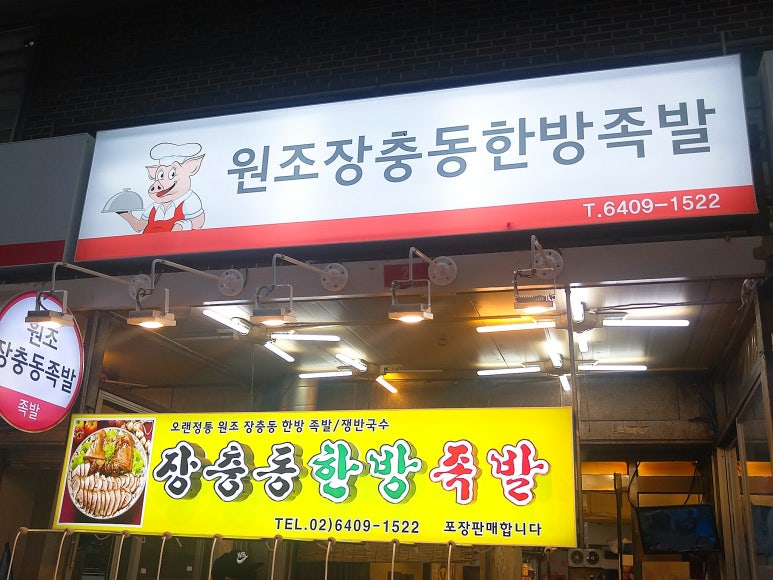 원조장충동한방족발
T.6409-1522
원조
장충동족발
족발
오랜정통 원조 장충동 한방 족발/쟁반국수
장충동한방족발
TEL.02)6409-1522 포장판매합니다